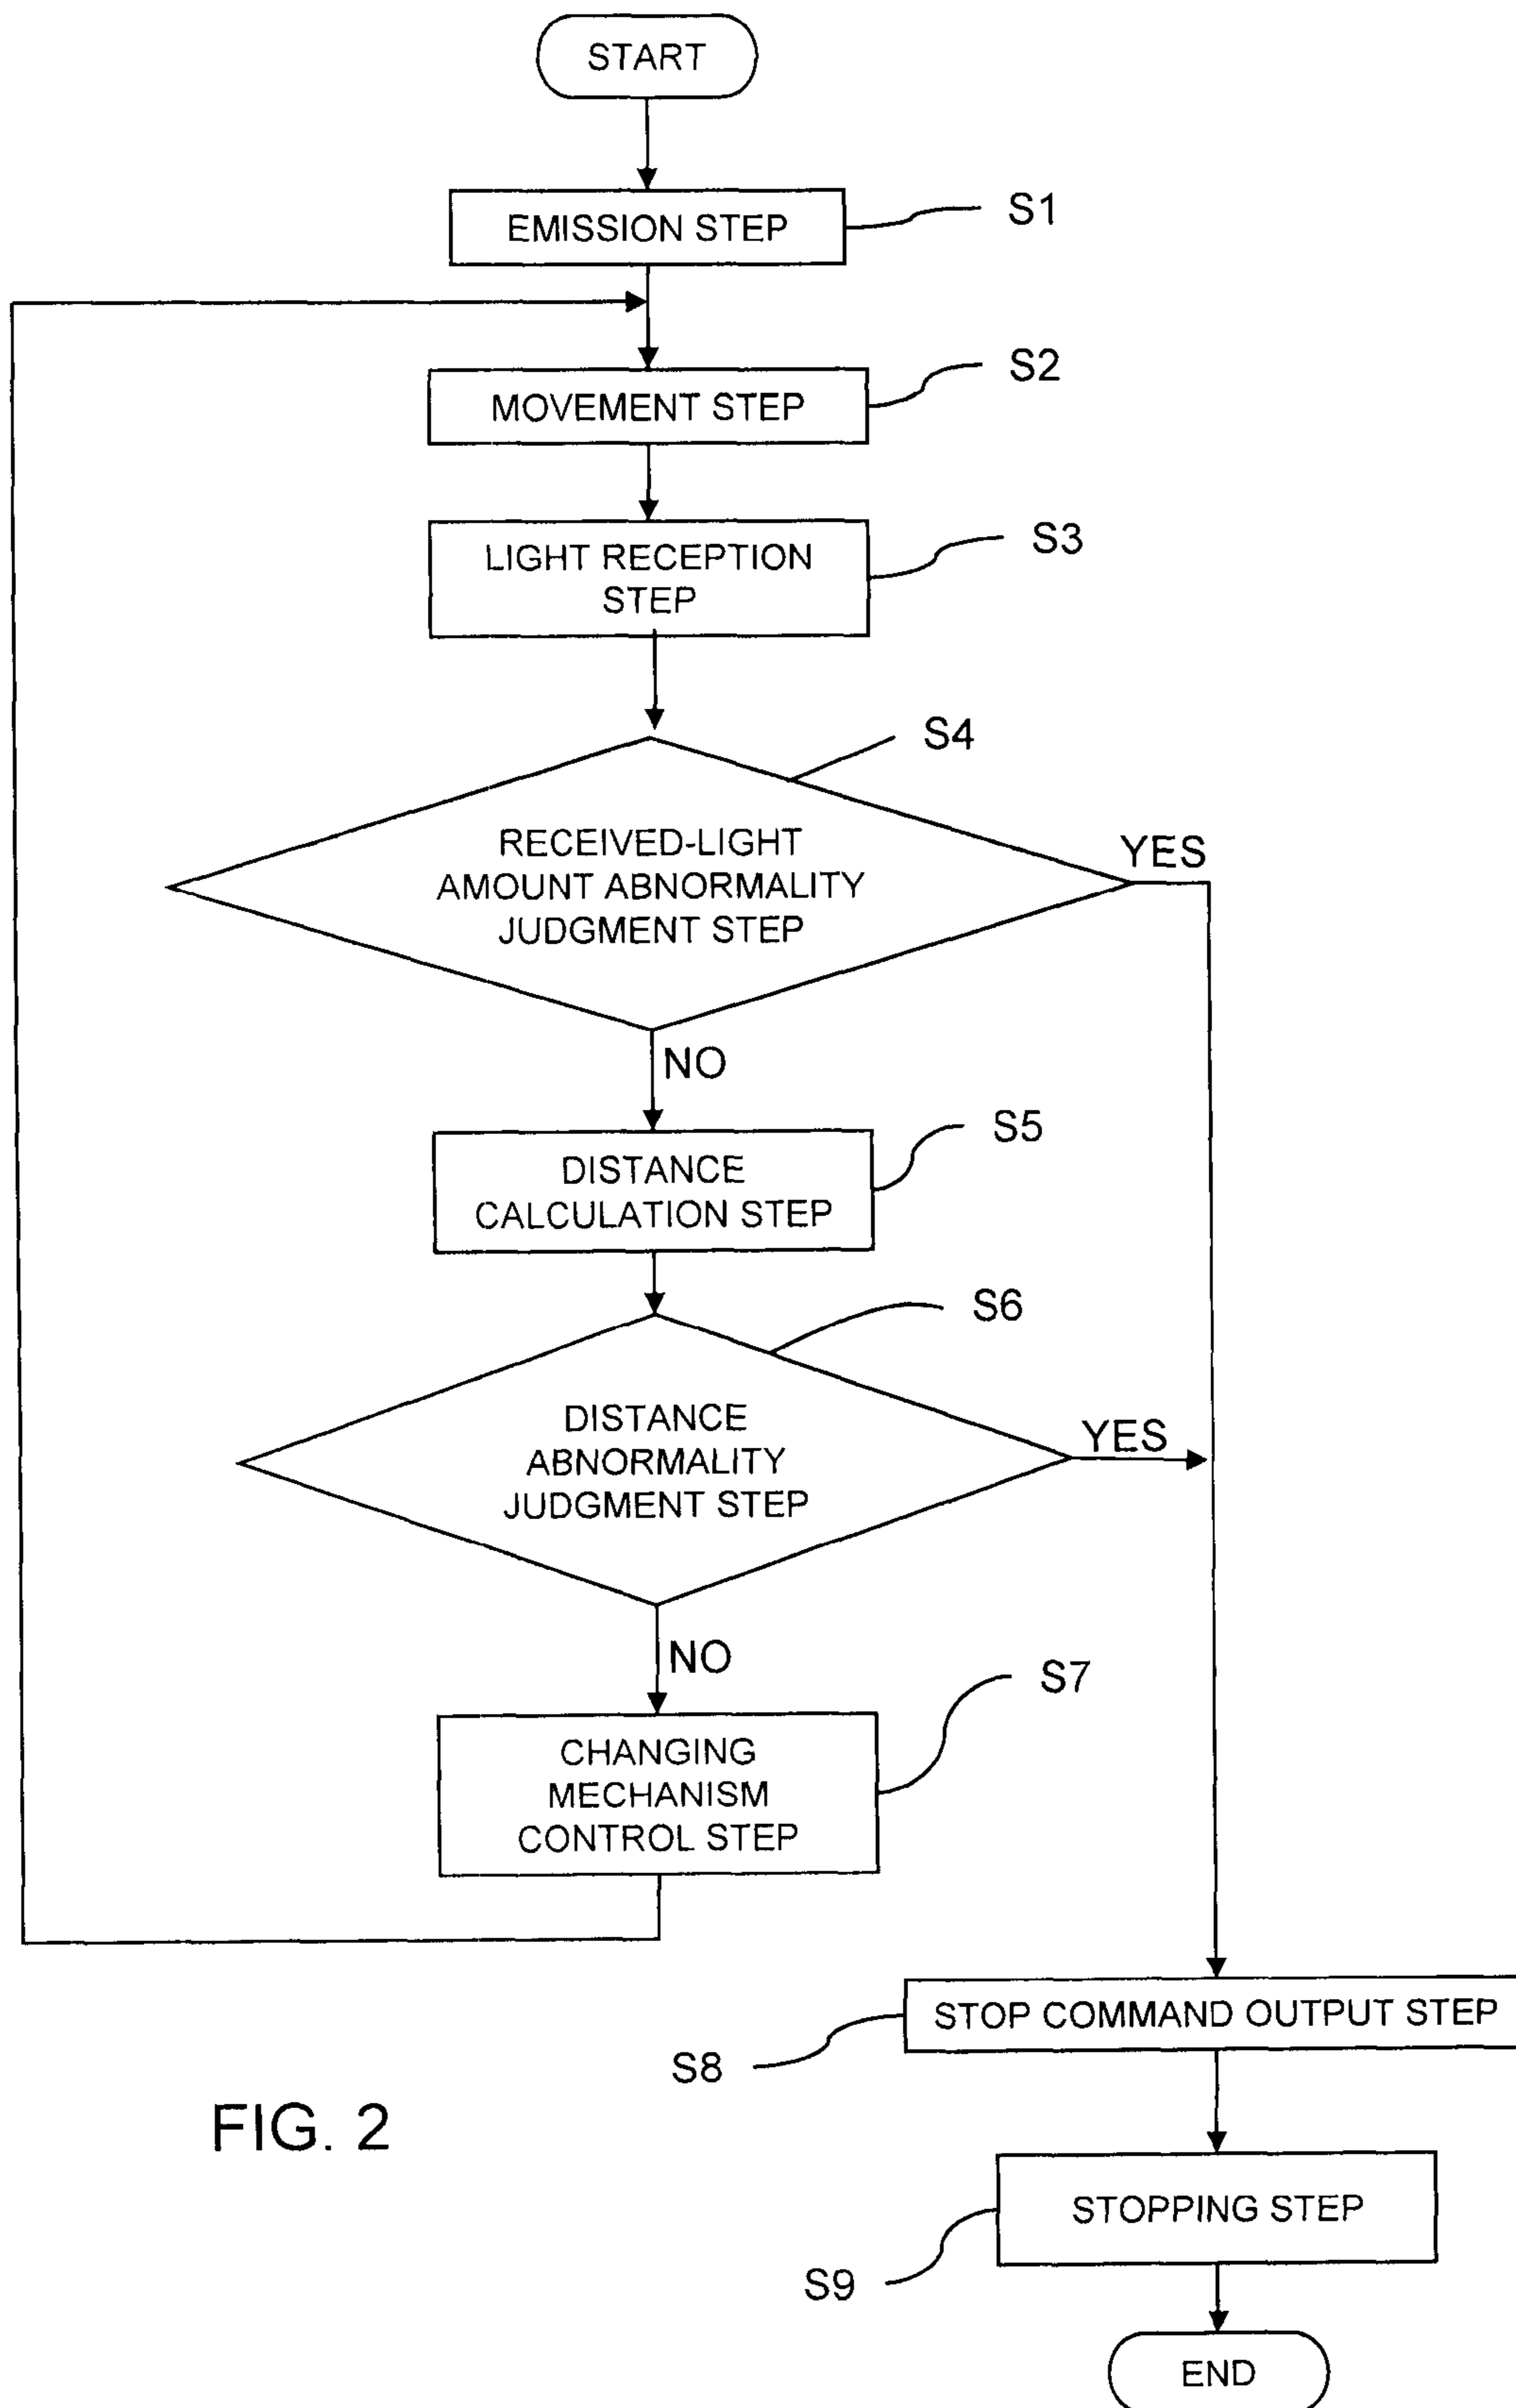 START
EMISSION STEP
S1
MOVEMENT STEP
S2
LIGHT RECEPTION
STEP
S3
S4
RECEIVED-LIGHT
AMOUNT ABNORMALITY
JUDGMENT STEP
YES
NO
DISTANCE
CALCULATION STEP
S5
S6
DISTANCE
ABNORMALITY
JUDGMENT STEP
YES
NO
CHANGING
MECHANISM
CONTROL STEP
S7
STOP COMMAND OUTPUT STEP
S8
FIG. 2
STOPPING STEP
S9
END